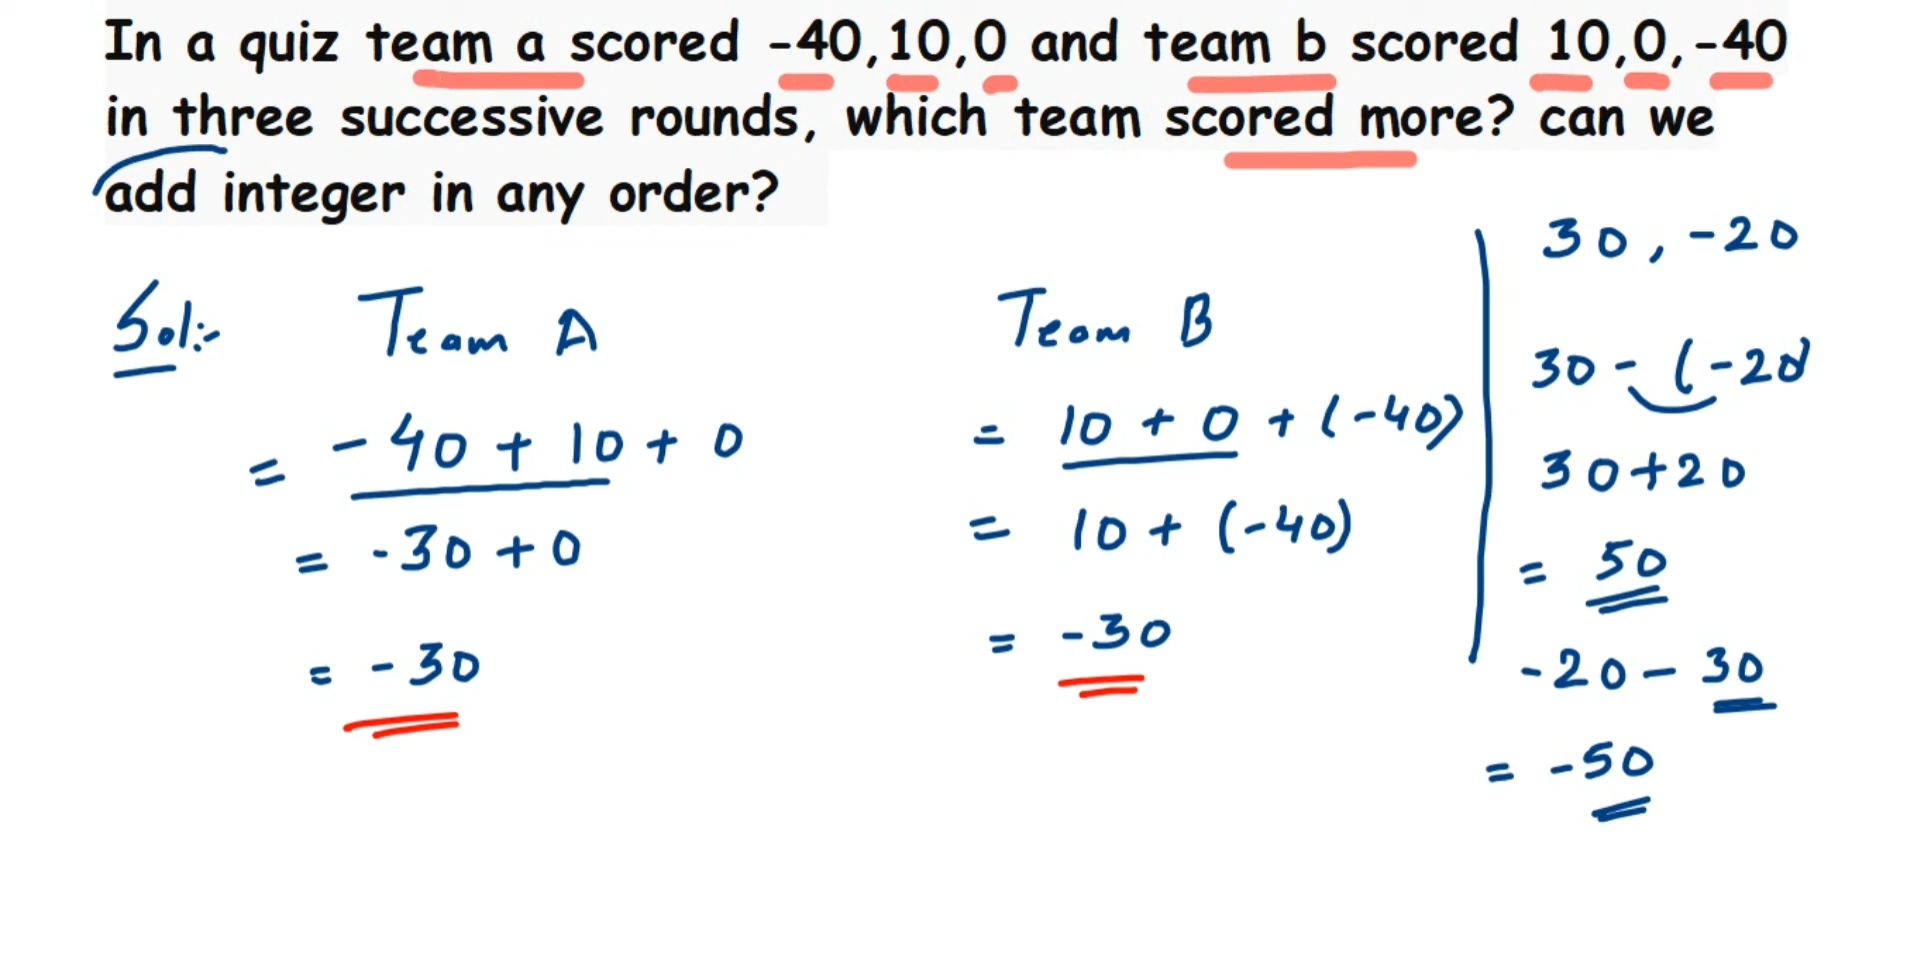 In a quiz team a scored -40,10,0 and team b scored 10,0,-40
in three successive rounds, which team scored more? can we
add integer in any order?
Sol:-
Team A
= -40 + 10 + 0
= -30 + 0
= -30
Team B
= 10 + 0 + (-40)
= 10 + (-40)
= -30
30, -20
30 - (-20)
30+20
= 50
-20 - 30
= -50